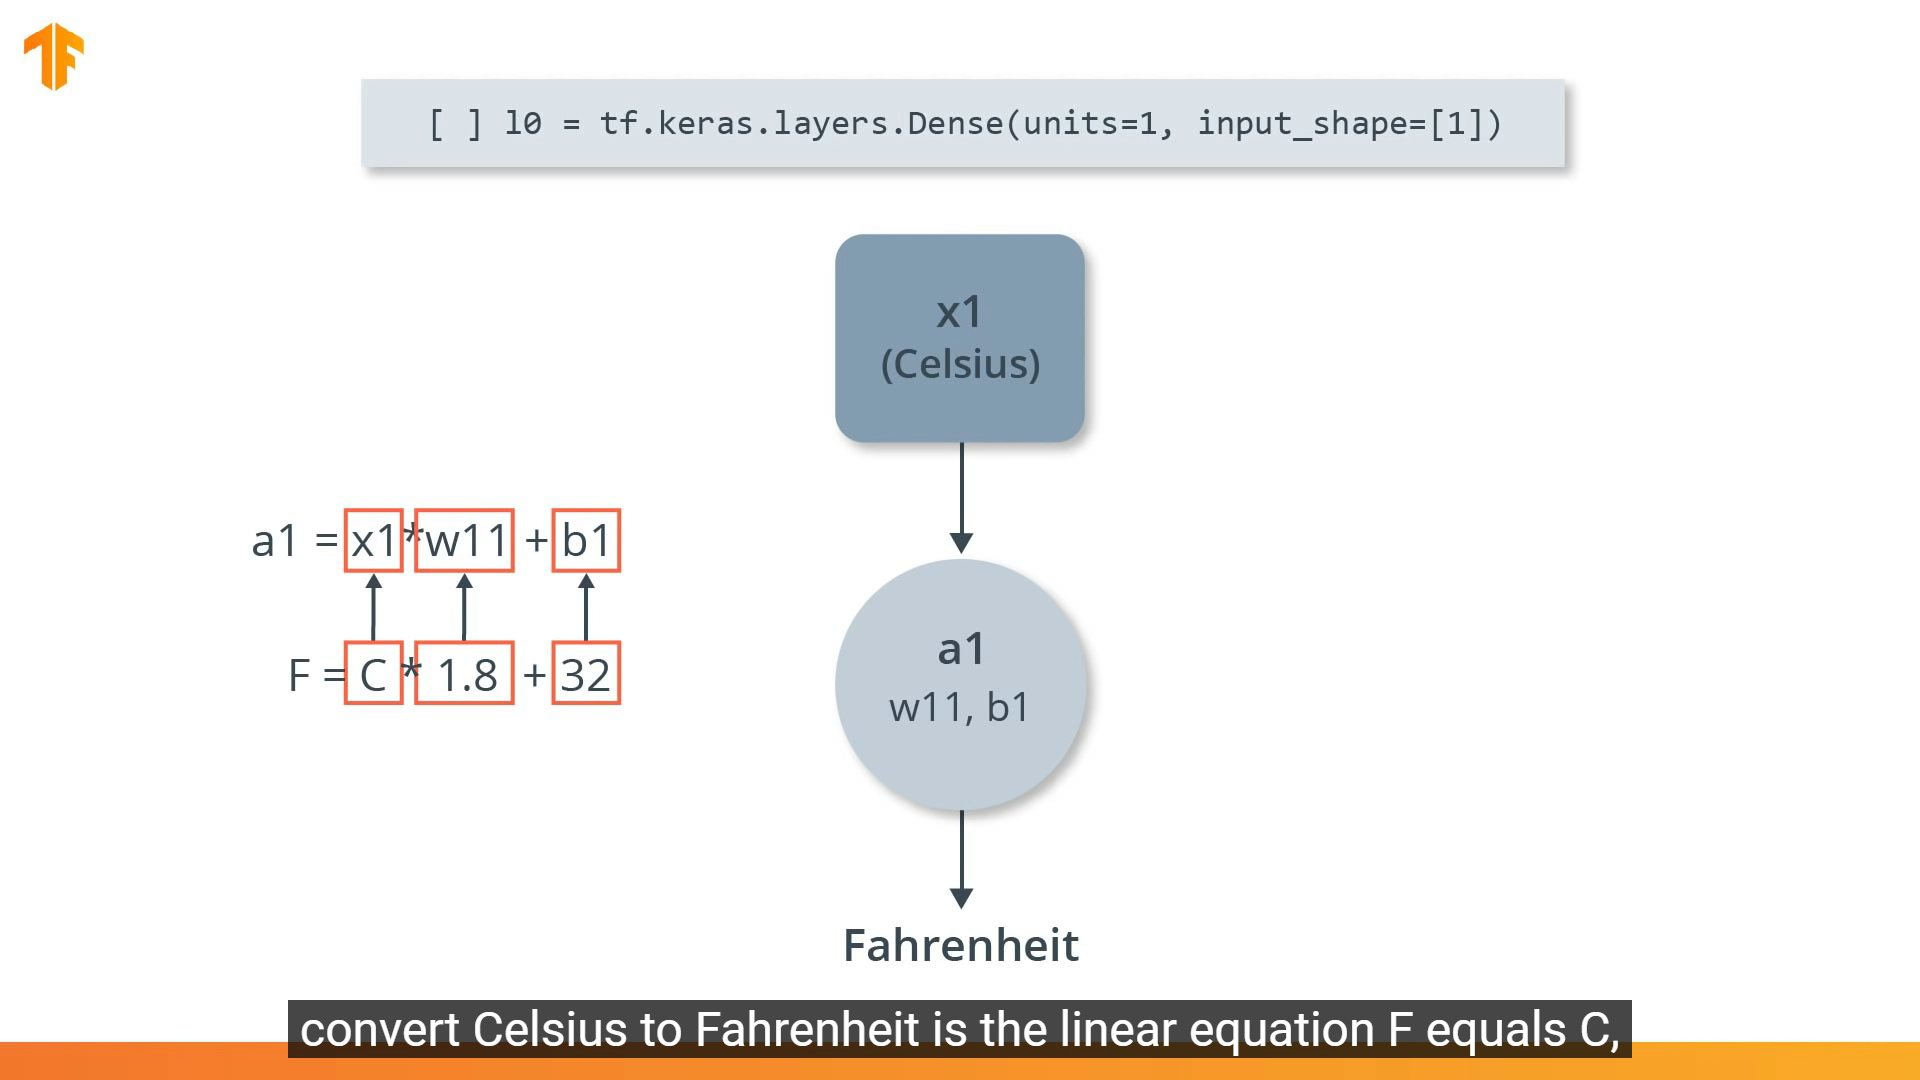 [ ] l0 = tf.keras.layers.Dense(units=1, input_shape=[1])
x1
(Celsius)
a1 = x1*w11 + b1
F = C * 1.8 + 32
a1
w11, b1
Fahrenheit
convert Celsius to Fahrenheit is the linear equation F equals C,